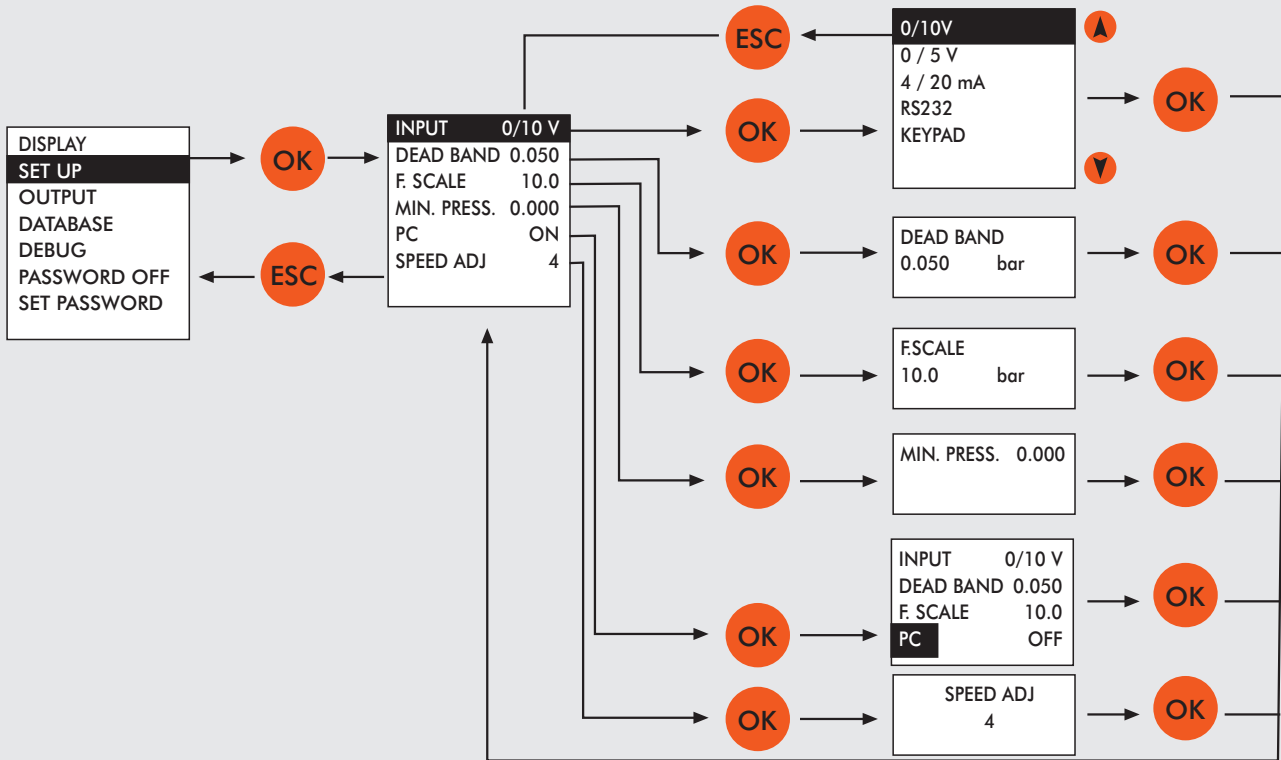 DISPLAY
SET UP
OUTPUT
DATABASE
DEBUG
PASSWORD OFF
SET PASSWORD
OK
ESC
INPUT 0/10 V
DEAD BAND 0.050
F. SCALE 10.0
MIN. PRESS. 0.000
PC ON
SPEED ADJ 4
ESC
OK
0/10V
0 / 5 V
4 / 20 mA
RS232
KEYPAD
OK
OK
DEAD BAND
0.050 bar
OK
OK
F.SCALE
10.0 bar
OK
OK
MIN. PRESS. 0.000
OK
OK
INPUT 0/10 V
DEAD BAND 0.050
F. SCALE 10.0
PC OFF
OK
OK
SPEED ADJ
4
OK